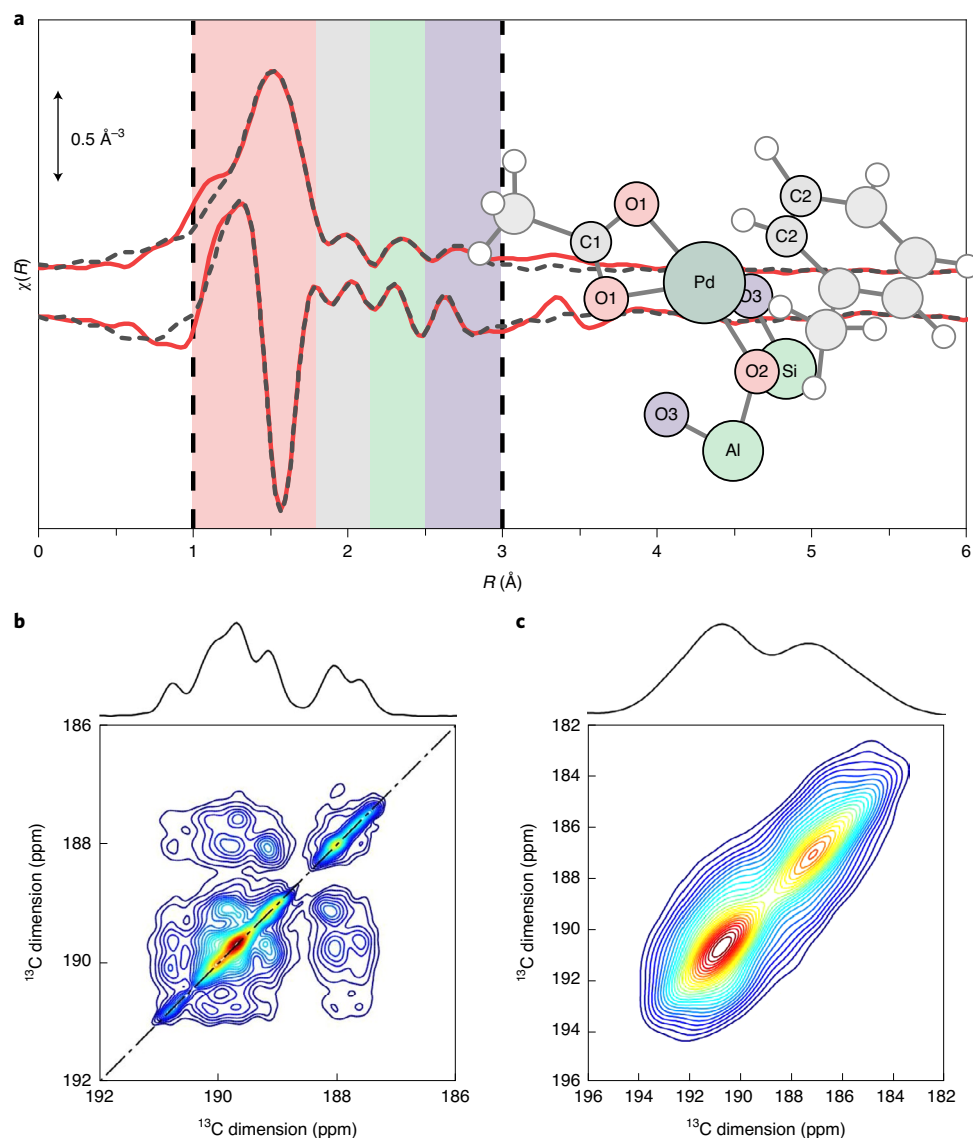 a
0.5 Å–3
χ(R)
O1
C2
C2
C1
O1
Pd
O3
O2
Si
O3
Al
0 1 2 3 4 5 6
R (Å)
b
186
188
190
192
13C dimension (ppm)
192 190 188 186
13C dimension (ppm)
c
182
184
186
188
190
192
194
196
13C dimension (ppm)
196 194 192 190 188 186 184 182
13C dimension (ppm)